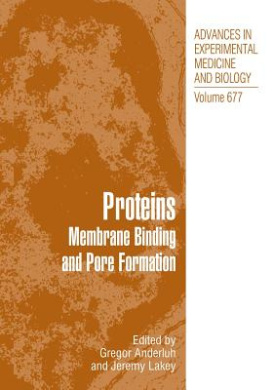 ADVANCES IN
EXPERIMENTAL
MEDICINE
AND BIOLOGY
Volume 677
Proteins
Membrane Binding
and Pore Formation
Edited by
Gregor Anderluh
and Jeremy Lakey